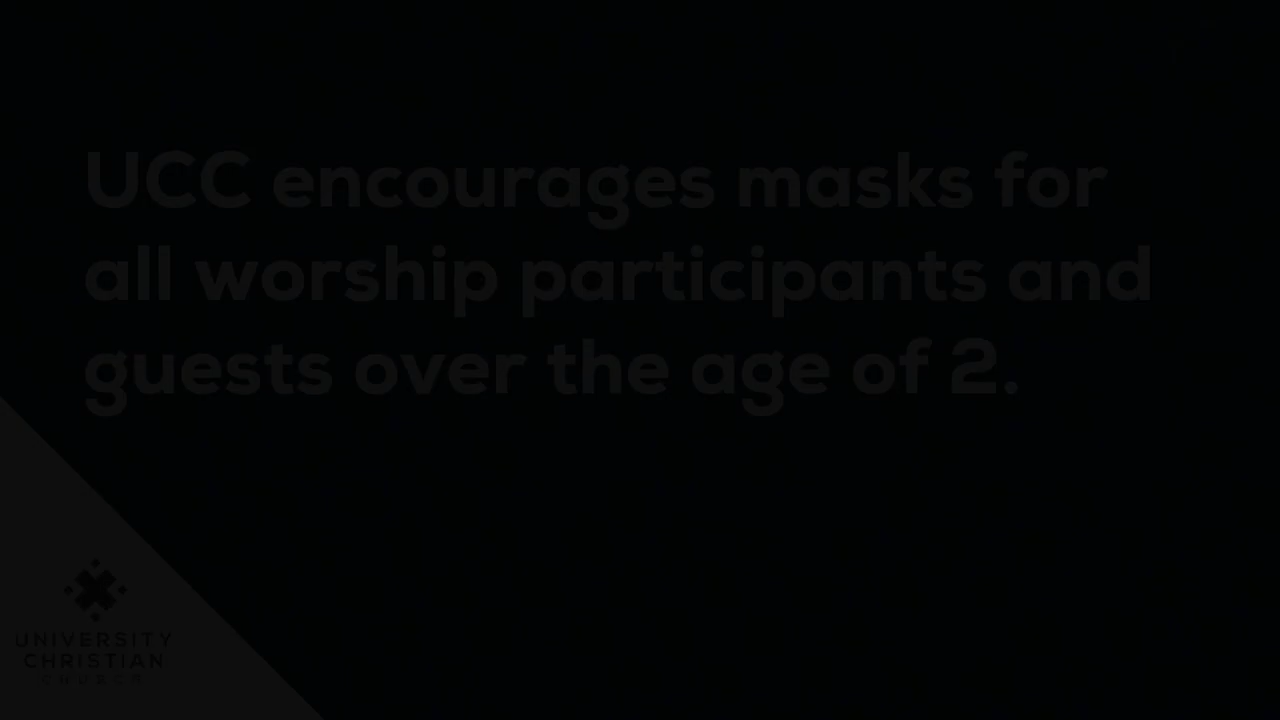 UCC encourages masks for
all worship participants and
guests over the age of 2.
UNIVERSITY
CHRISTIAN
CHURCH